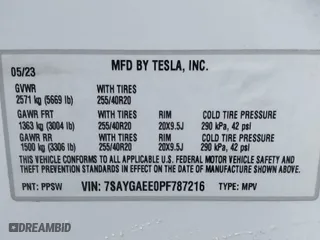 MFD BY TESLA, INC.
05/23
GVWR WITH TIRES
2571 kg (5669 lb) 255/40R20
GAWR FRT WITH TIRES RIM COLD TIRE PRESSURE
1363 kg (3004 lb) 255/40R20 20X9.5J 290 kPa, 42 psi
GAWR RR WITH TIRES RIM COLD TIRE PRESSURE
1500 kg (3306 lb) 255/40R20 20X9.5J 290 kPa, 42 psi
THIS VEHICLE CONFORMS TO ALL APPLICABLE U.S. FEDERAL MOTOR VEHICLE SAFETY AND
THEFT PREVENTION STANDARDS IN EFFECT ON THE DATE OF MANUFACTURE SHOWN ABOVE.
PNT: PPSW VIN: 7SAYGAEE0PF787216 TYPE: MPV
DREAMBID